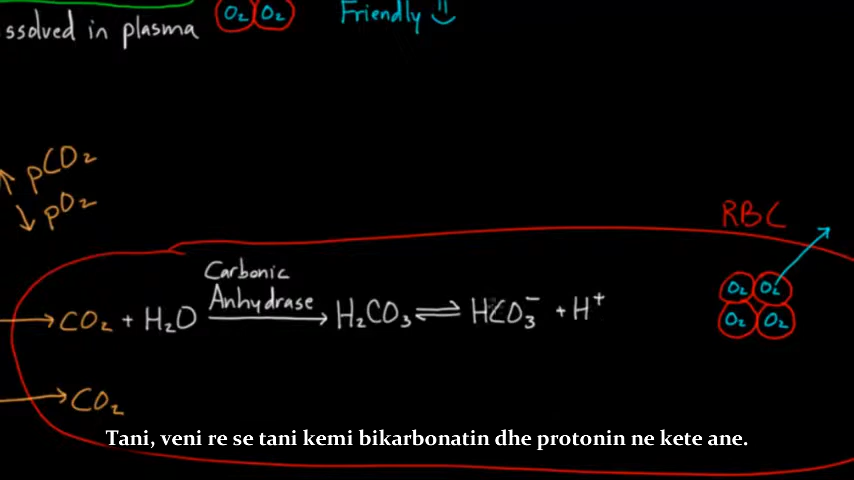 ssolved in plasma O₂ O₂ Friendly
↑ pCO₂
↓ pO₂
RBC
Carbonic
Anhydrase
CO₂ + H₂O → H₂CO₃ ⇌ HCO₃⁻ + H⁺
O₂ O₂
O₂ O₂
CO₂
Tani, veni re se tani kemi bikarbonatin dhe protonin ne kete ane.